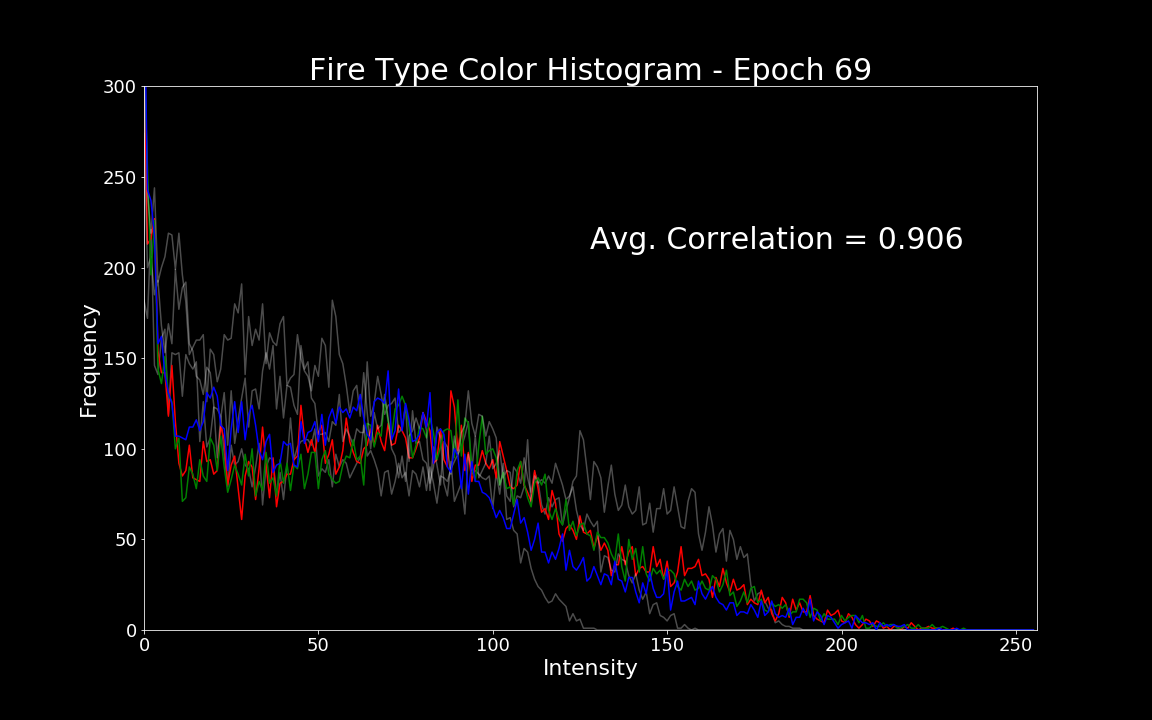 Fire Type Color Histogram - Epoch 69
300
250
200
150
100
50
0
Frequency
Avg. Correlation = 0.906
0 50 100 150 200 250
Intensity